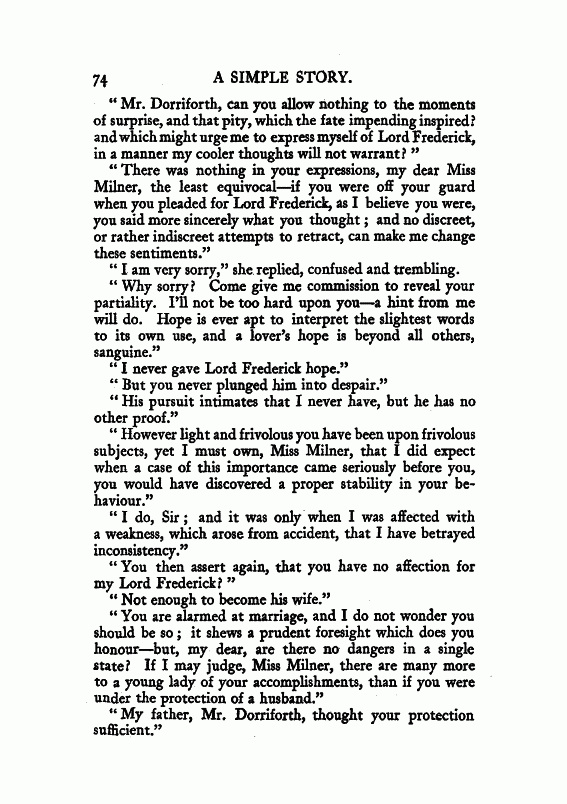 74 A SIMPLE STORY.
“ Mr. Dorriforth, can you allow nothing to the moments
of surprise, and that pity, which the fate impending inspired?
and which might urge me to express myself of Lord Frederick,
in a manner my cooler thoughts will not warrant? ”
“ There was nothing in your expressions, my dear Miss
Milner, the least equivocal—if you were off your guard
when you pleaded for Lord Frederick, as I believe you were,
you said more sincerely what you thought ; and no discreet,
or rather indiscreet attempts to retract, can make me change
these sentiments.”
“ I am very sorry,” she replied, confused and trembling.
“ Why sorry? Come give me commission to reveal your
partiality. I’ll not be too hard upon you—a hint from me
will do. Hope is ever apt to interpret the slightest words
to its own use, and a lover’s hope is beyond all others,
sanguine.”
“ I never gave Lord Frederick hope.”
“ But you never plunged him into despair.”
“ His pursuit intimates that I never have, but he has no
other proof.”
“ However light and frivolous you have been upon frivolous
subjects, yet I must own, Miss Milner, that I did expect
when a case of this importance came seriously before you,
you would have discovered a proper stability in your be-
haviour.”
“ I do, Sir ; and it was only when I was affected with
a weakness, which arose from accident, that I have betrayed
inconsistency.”
“ You then assert again, that you have no affection for
my Lord Frederick? ”
“ Not enough to become his wife.”
“ You are alarmed at marriage, and I do not wonder you
should be so ; it shews a prudent foresight which does you
honour—but, my dear, are there no dangers in a single
state? If I may judge, Miss Milner, there are many more
to a young lady of your accomplishments, than if you were
under the protection of a husband.”
“ My father, Mr. Dorriforth, thought your protection
sufficient.”